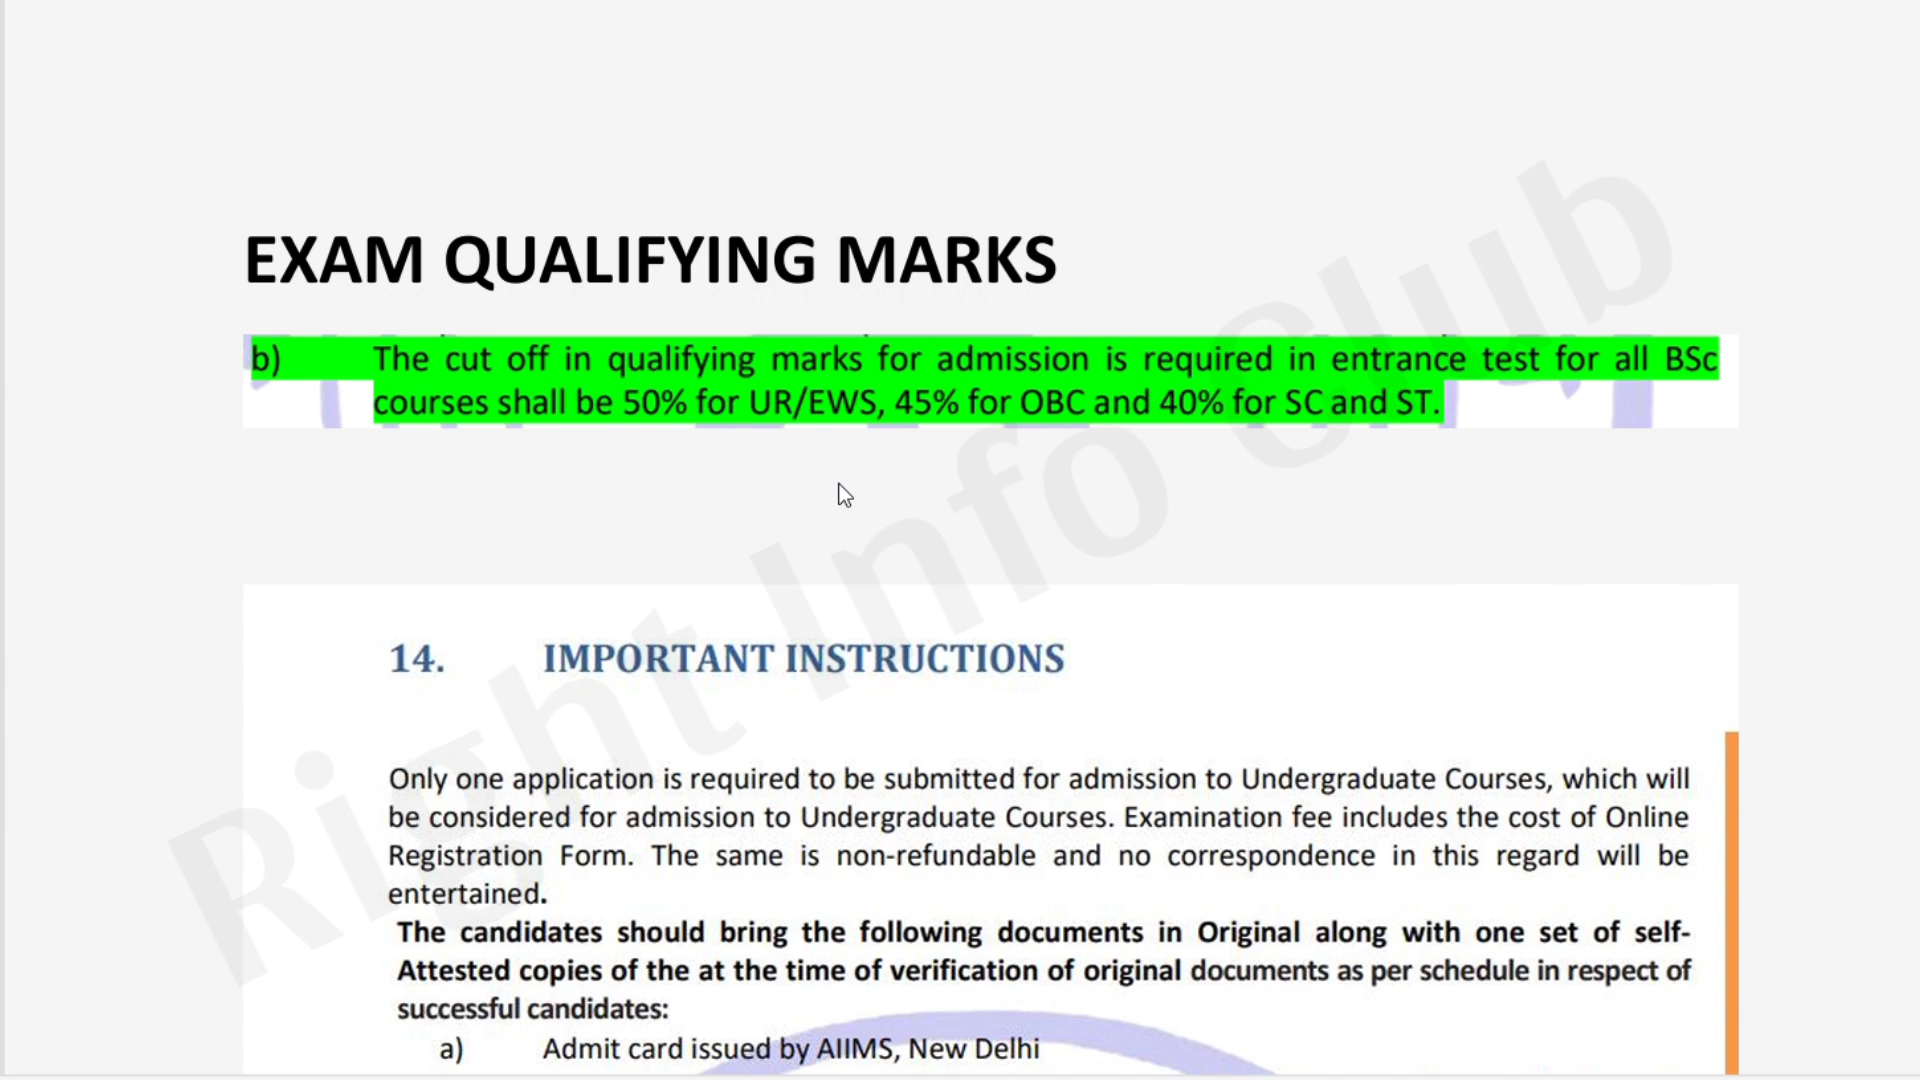 EXAM QUALIFYING MARKS
b) The cut off in qualifying marks for admission is required in entrance test for all BSc
courses shall be 50% for UR/EWS, 45% for OBC and 40% for SC and ST.
14. IMPORTANT INSTRUCTIONS
Only one application is required to be submitted for admission to Undergraduate Courses, which will
be considered for admission to Undergraduate Courses. Examination fee includes the cost of Online
Registration Form. The same is non-refundable and no correspondence in this regard will be
entertained.
The candidates should bring the following documents in Original along with one set of self-
Attested copies of the at the time of verification of original documents as per schedule in respect of
successful candidates:
a) Admit card issued by AIIMS, New Delhi
Right Info Club